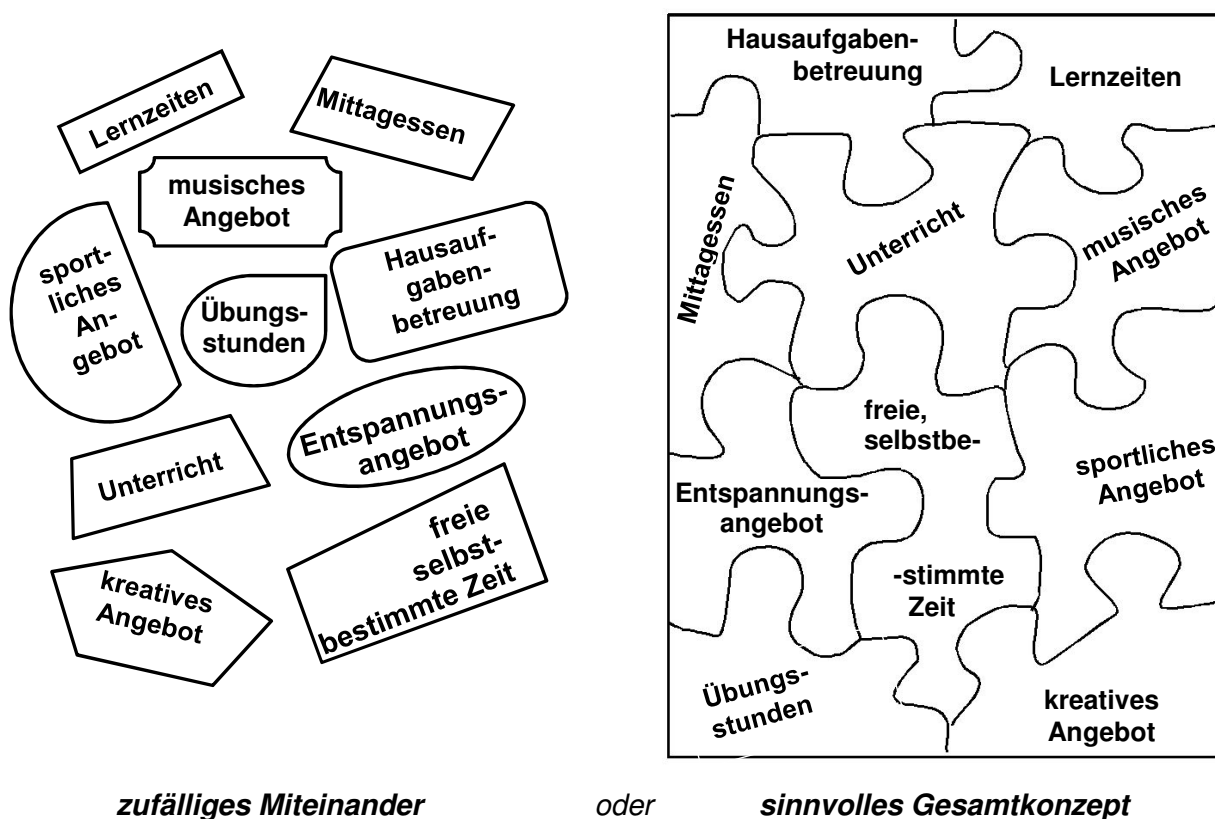 Lernzeiten
Mittagessen
musisches
Angebot
sport-
liches
An-
gebot
Übungs-
stunden
Hausauf-
gaben-
betreuung
Entspannungs-
angebot
Unterricht
freie
selbst-
bestimmte Zeit
kreatives
Angebot
Hausaufgaben-
betreuung
Lernzeiten
Mittagessen
Unterricht
musisches
Angebot
freie,
selbstbe-
sportliches
Angebot
Entspannungs-
angebot
-stimmte
Zeit
Übungs-
stunden
kreatives
Angebot
zufälliges Miteinander oder sinnvolles Gesamtkonzept